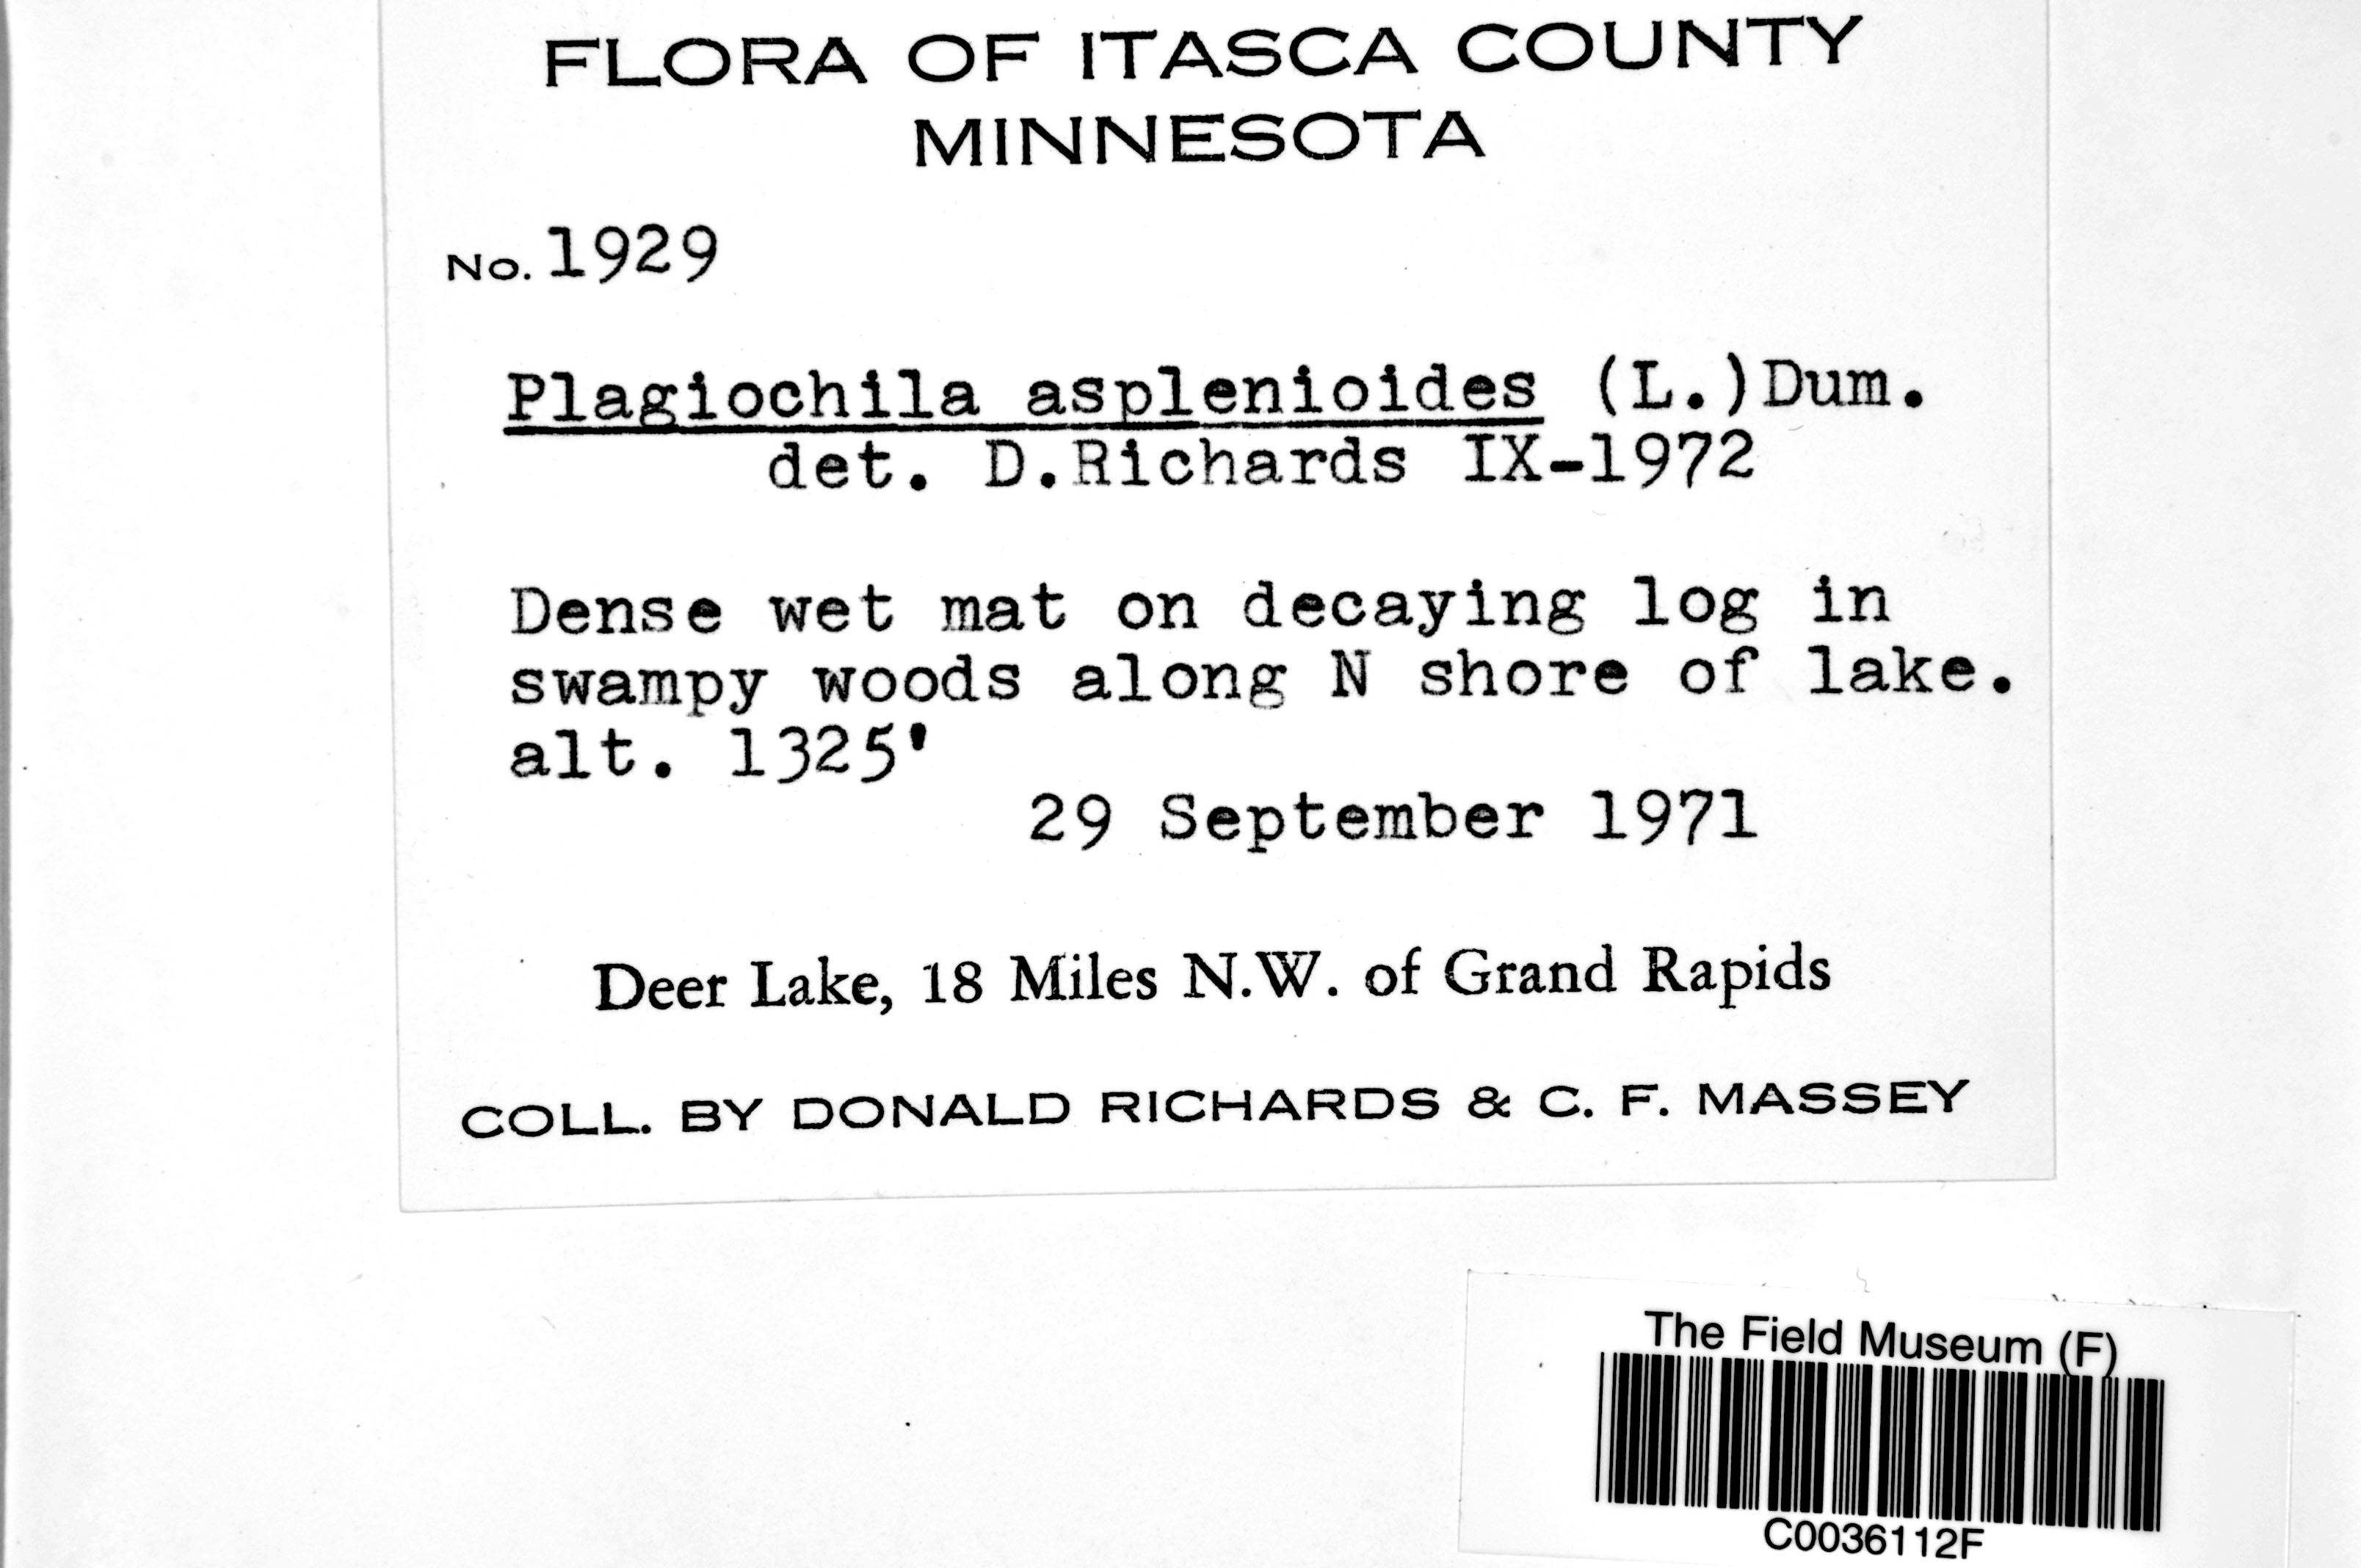 FLORA OF ITASCA COUNTY
MINNESOTA
No. 1929
Plagiochila asplenioides (L.)Dum.
det. D.Richards IX-1972
Dense wet mat on decaying log in
swampy woods along N shore of lake.
alt. 1325'
29 September 1971
Deer Lake, 18 Miles N.W. of Grand Rapids
COLL. BY DONALD RICHARDS & C. F. MASSEY
The Field Museum (F)
C0036112F